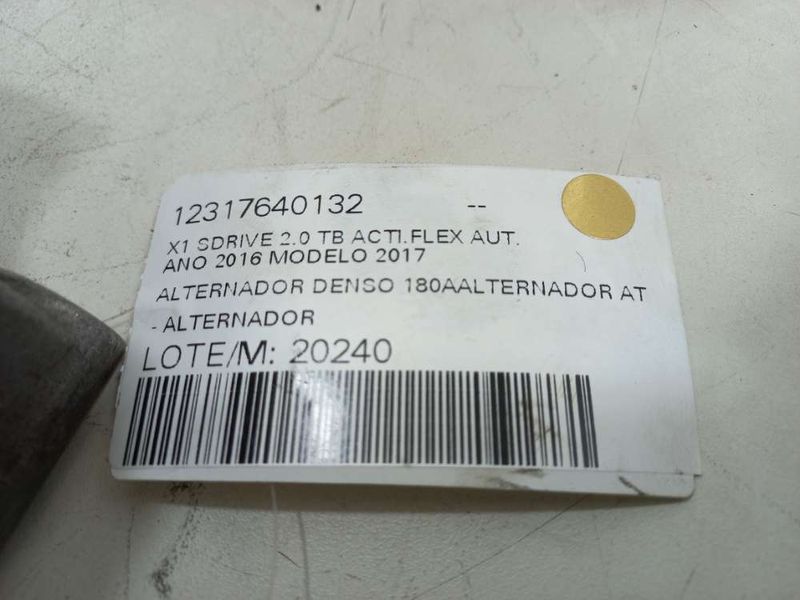 12317640132 --
X1 SDRIVE 2.0 TB ACTI.FLEX AUT.
ANO 2016 MODELO 2017
ALTERNADOR DENSO 180AALTERNADOR AT
- ALTERNADOR
LOTE/M: 20240